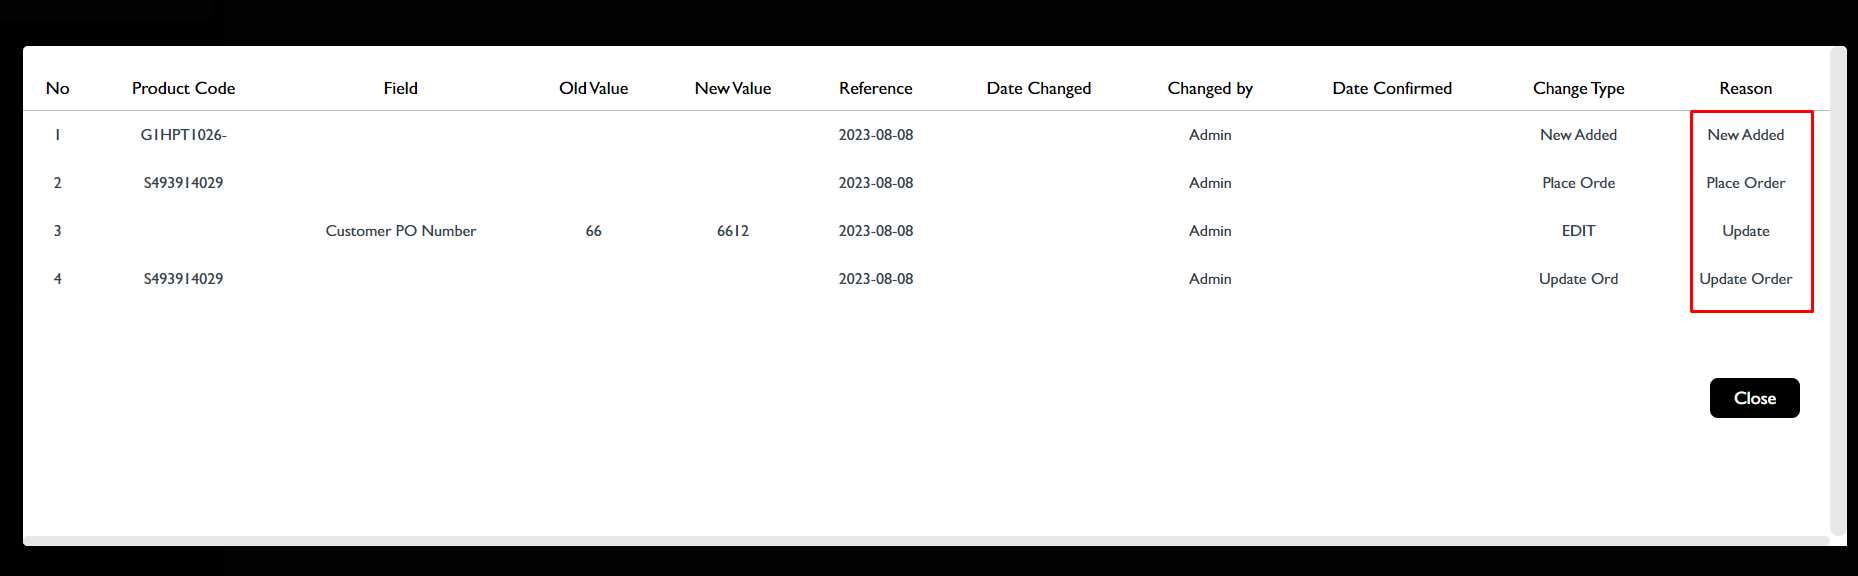 No Product Code Field Old Value New Value Reference Date Changed Changed by Date Confirmed Change Type Reason
1 G1HPT1026- 2023-08-08 Admin New Added New Added
2 S493914029 2023-08-08 Admin Place Orde Place Order
3 Customer PO Number 66 6612 2023-08-08 Admin EDIT Update
4 S493914029 2023-08-08 Admin Update Ord Update Order
Close